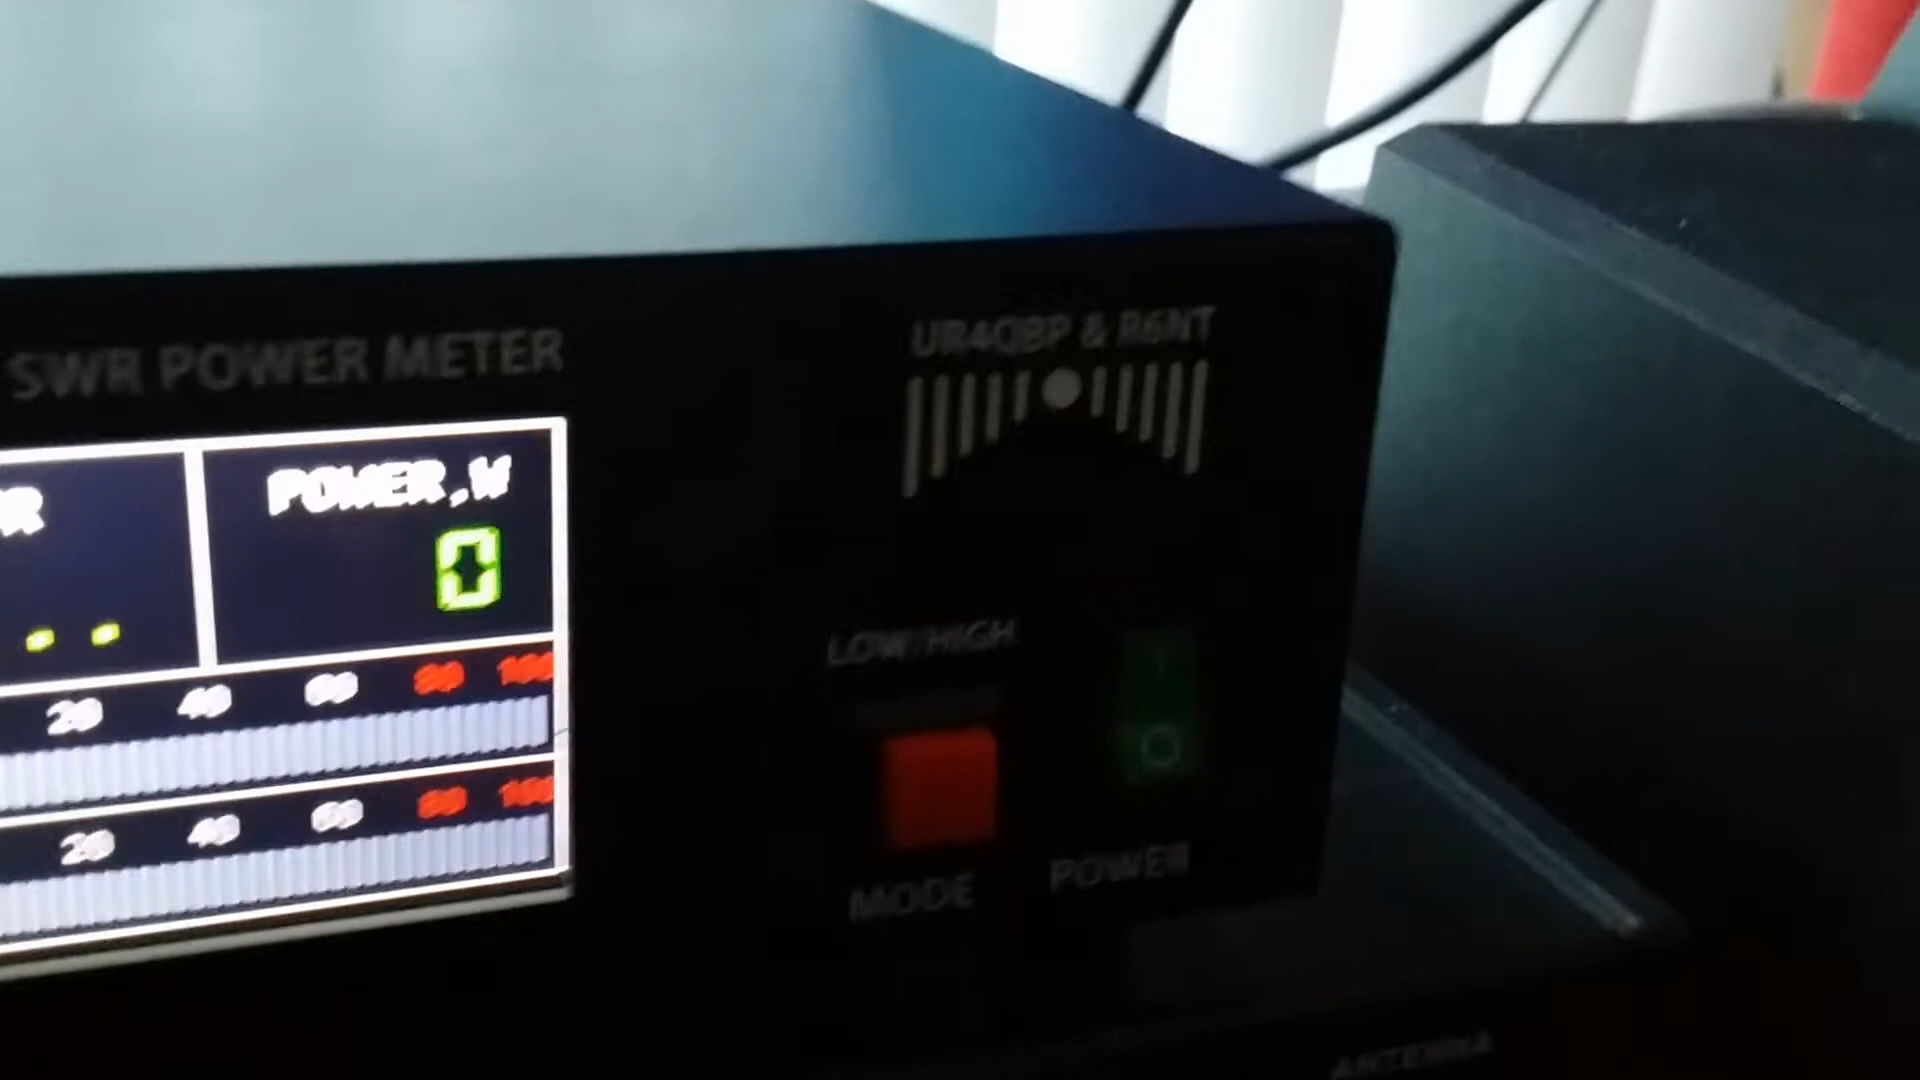 UR4QBP & R6NT
SWR POWER METER
R
POWER,W
0
20 40 60 80 100
20 40 60 80 100
LOW/HIGH
I
O
MODE
POWER
ANTENNA